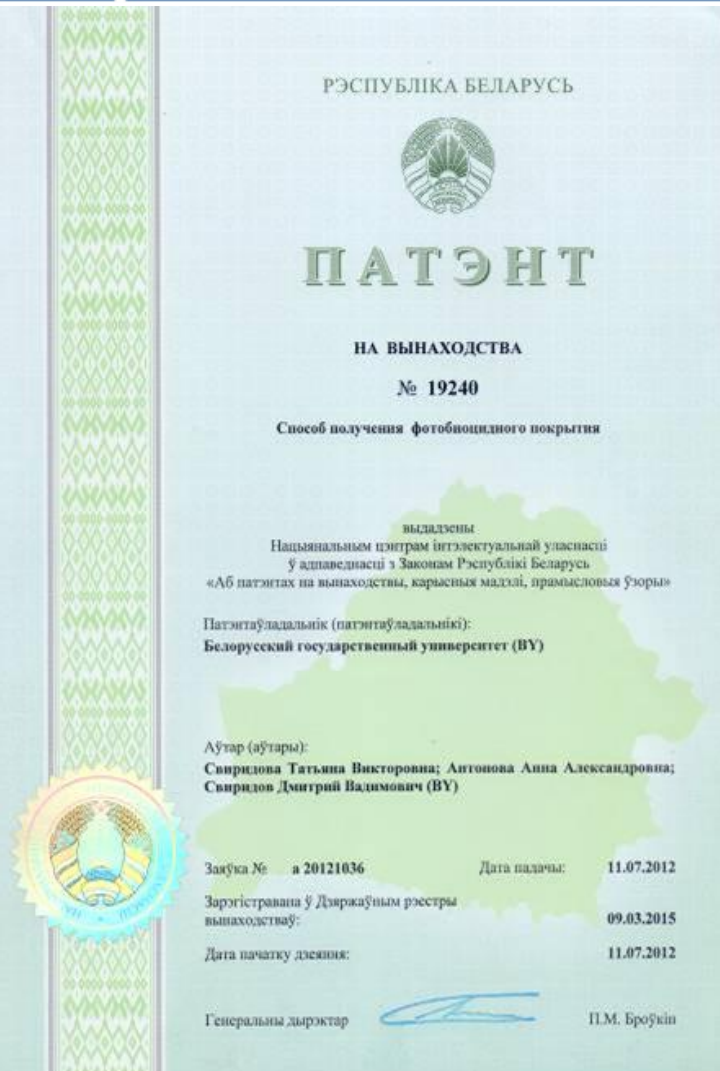 РЭСПУБЛІКА БЕЛАРУСЬ
ПАТЭНТ
НА ВЫНАХОДСТВА
№ 19240
Способ получения фотобиоцидного покрытия
выдадзены
Нацыянальным цэнтрам інтэлектуальнай уласнасці
ў адпаведнасці з Законам Рэспублікі Беларусь
«Аб патэнтах на вынаходствы, карысныя мадэлі, прамысловыя ўзоры»
Патэнтаўладальнік (патэнтаўладальнікі):
Белорусский государственный университет (BY)
Аўтар (аўтары):
Свиридова Татьяна Викторовна; Антонова Анна Александровна;
Свиридов Дмитрий Вадимович (BY)
Заяўка № а 20121036 Дата падачы: 11.07.2012
Зарэгістравана ў Дзяржаўным рэестры
вынаходстваў: 09.03.2015
Дата пачатку дзеяння: 11.07.2012
Генеральны дырэктар П.М. Броўкін